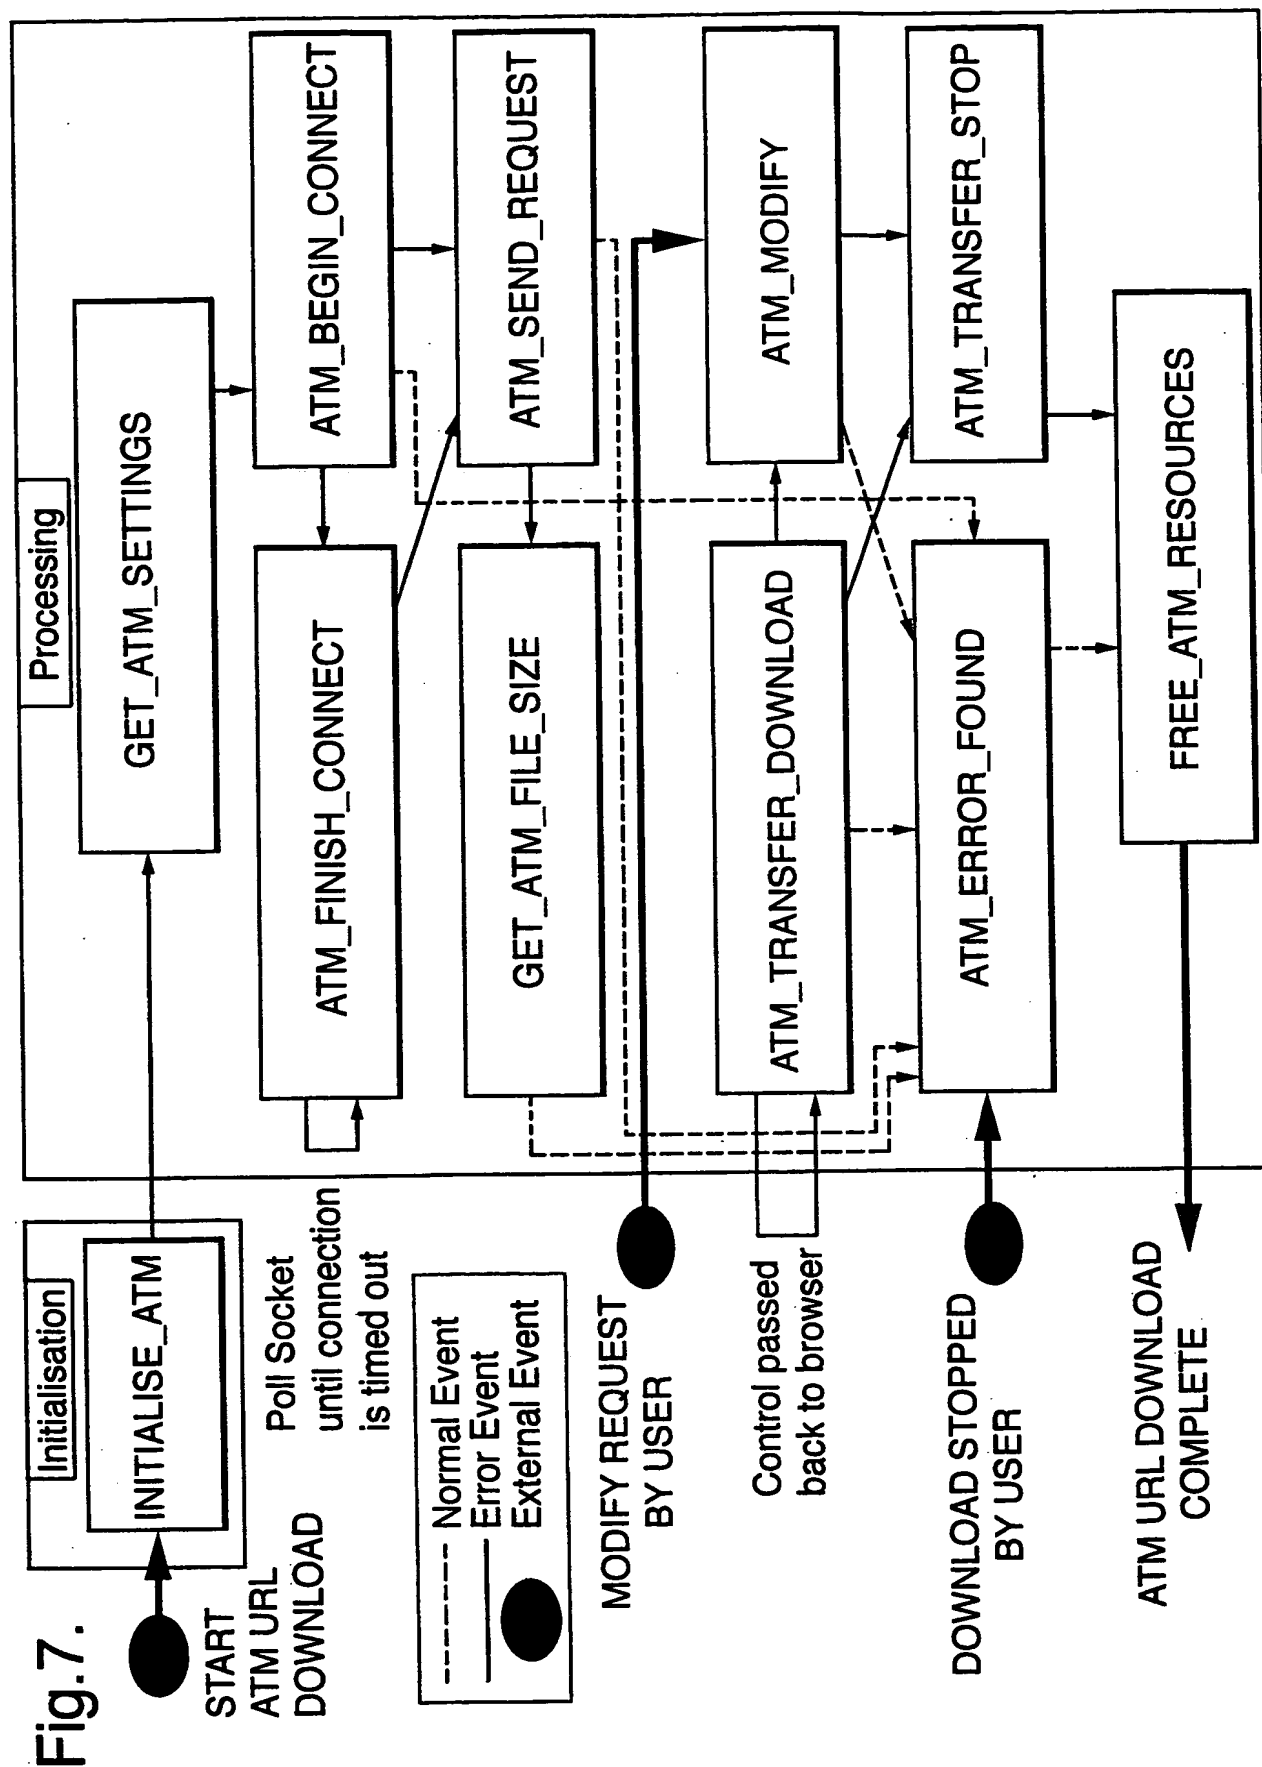 Fig.7.
START
ATM URL
DOWNLOAD
Initialisation
INITIALISE_ATM
Processing
GET_ATM_SETTINGS
Poll Socket
until connection
is timed out
ATM_FINISH_CONNECT
ATM_BEGIN_CONNECT
Normal Event
Error Event
External Event
GET_ATM_FILE_SIZE
ATM_SEND_REQUEST
MODIFY REQUEST
BY USER
Control passed
back to browser
ATM_TRANSFER_DOWNLOAD
ATM_MODIFY
DOWNLOAD STOPPED
BY USER
ATM_ERROR_FOUND
ATM_TRANSFER_STOP
ATM URL DOWNLOAD
COMPLETE
FREE_ATM_RESOURCES